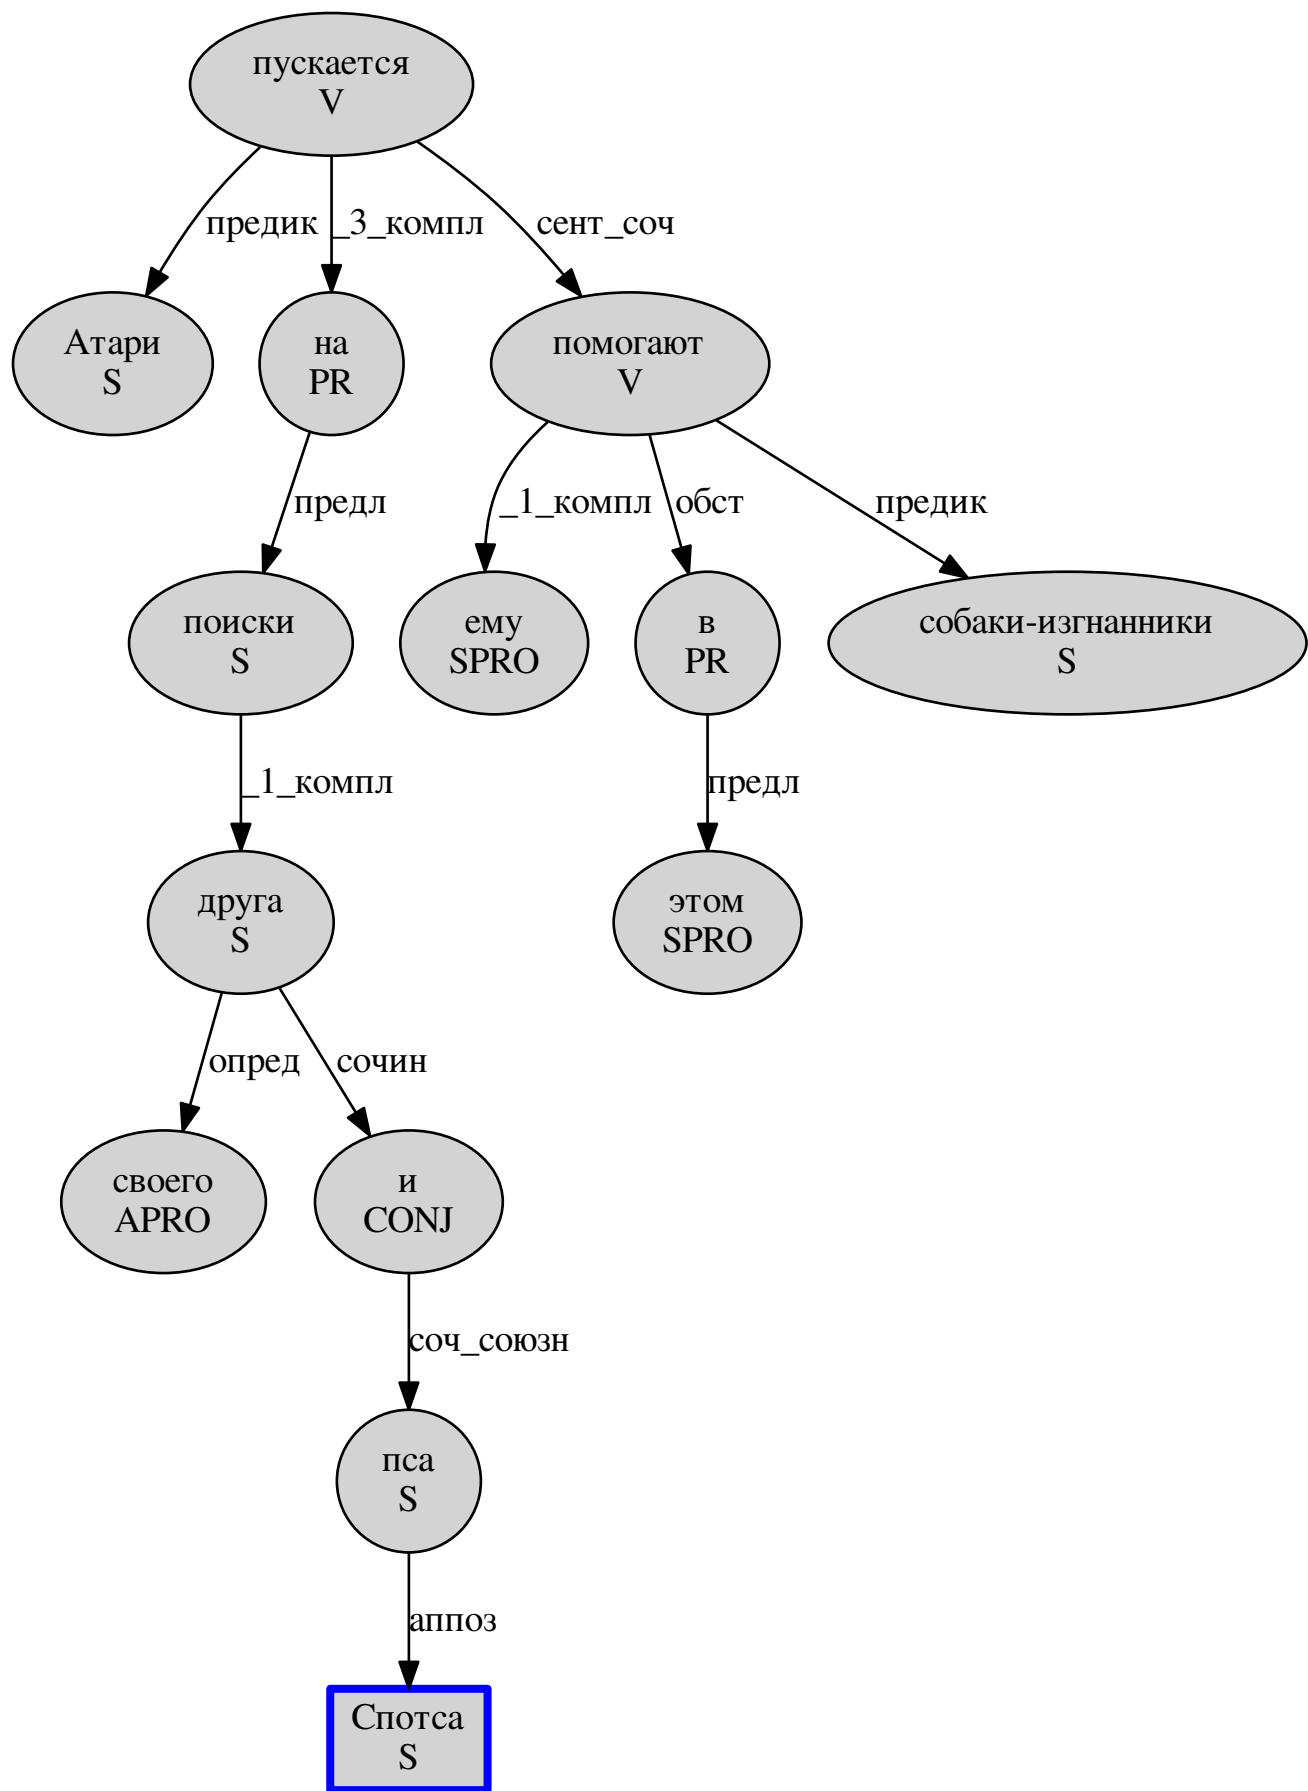 пускается
V
предик
_3_компл
сент_соч
Атари
S
на
PR
помогают
V
предл
_1_компл
обст
предик
поиски
S
ему
SPRO
в
PR
собаки-изгнанники
S
_1_компл
предл
друга
S
этом
SPRO
опред
сочин
своего
APRO
и
CONJ
соч_союзн
пса
S
аппоз
Спотса
S